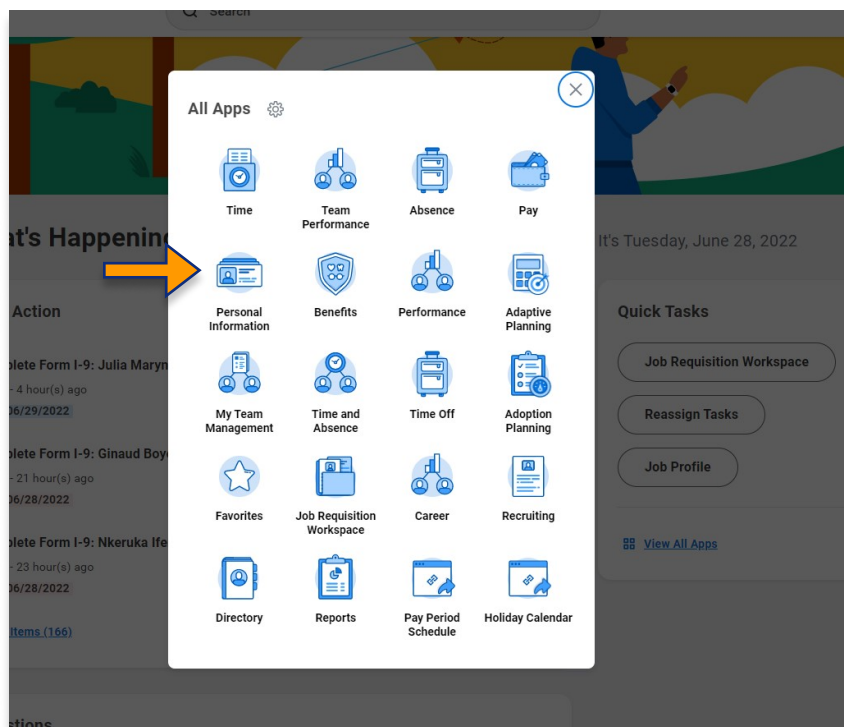 Search
All Apps
Time
Team
Performance
Absence
Pay
Personal
Information
Benefits
Performance
Adaptive
Planning
My Team
Management
Time and
Absence
Time Off
Adoption
Planning
Favorites
Job Requisition
Workspace
Career
Recruiting
Directory
Reports
Pay Period
Schedule
Holiday Calendar
at's Happenin
It's Tuesday, June 28, 2022
Action
plete Form I-9: Julia Maryn
- 4 hour(s) ago
06/29/2022
plete Form I-9: Ginaud Boy
- 21 hour(s) ago
06/28/2022
plete Form I-9: Nkeruka Ife
- 23 hour(s) ago
06/28/2022
Items (166)
Quick Tasks
Job Requisition Workspace
Reassign Tasks
Job Profile
View All Apps